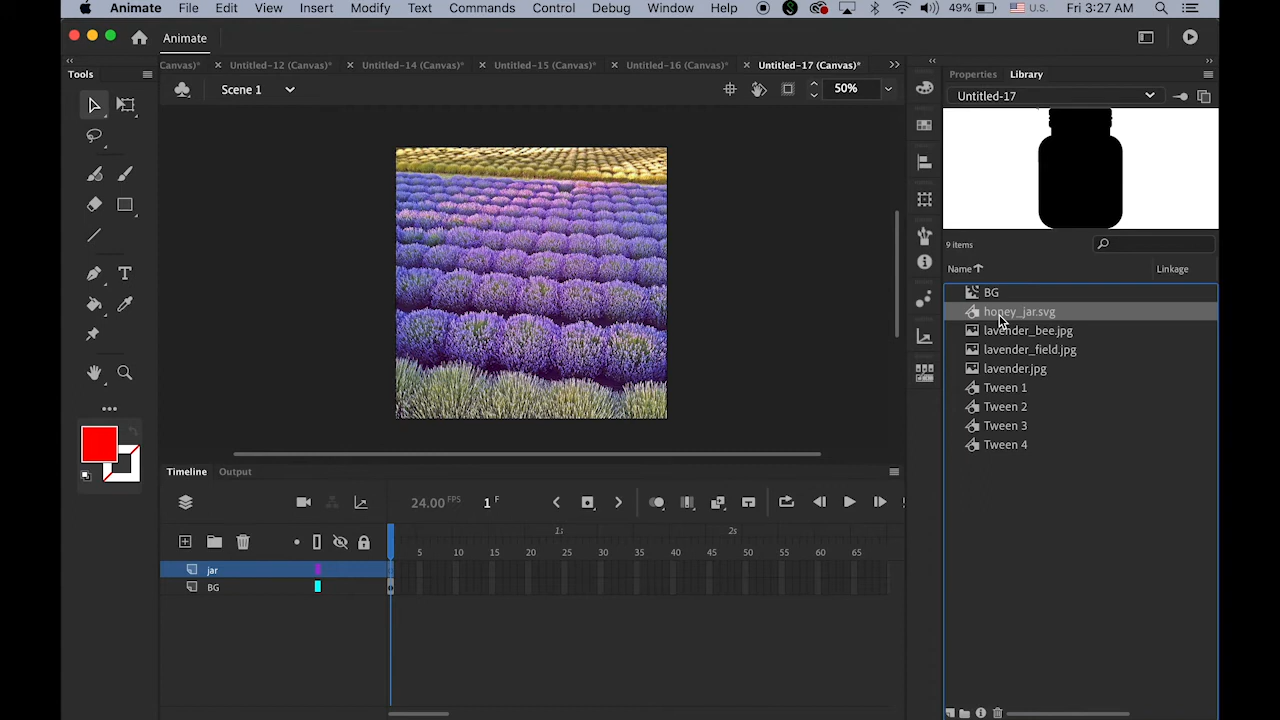 Animate File Edit View Insert Modify Text Commands Control Debug Window Help 49% U.S. Fri 3:27 AM
Animate
Tools
Canvas)* × Untitled-12 (Canvas)* × Untitled-14 (Canvas)* × Untitled-15 (Canvas)* × Untitled-16 (Canvas)* × Untitled-17 (Canvas)* »
Properties Library
Scene 1 50%
Untitled-17
9 items
Name Linkage
BG
honey_jar.svg
lavender_bee.jpg
lavender_field.jpg
lavender.jpg
Tween 1
Tween 2
Tween 3
Tween 4
Timeline Output
24.00 FPS 1 F
1s 2s
5 10 15 20 25 30 35 40 45 50 55 60 65
jar
BG